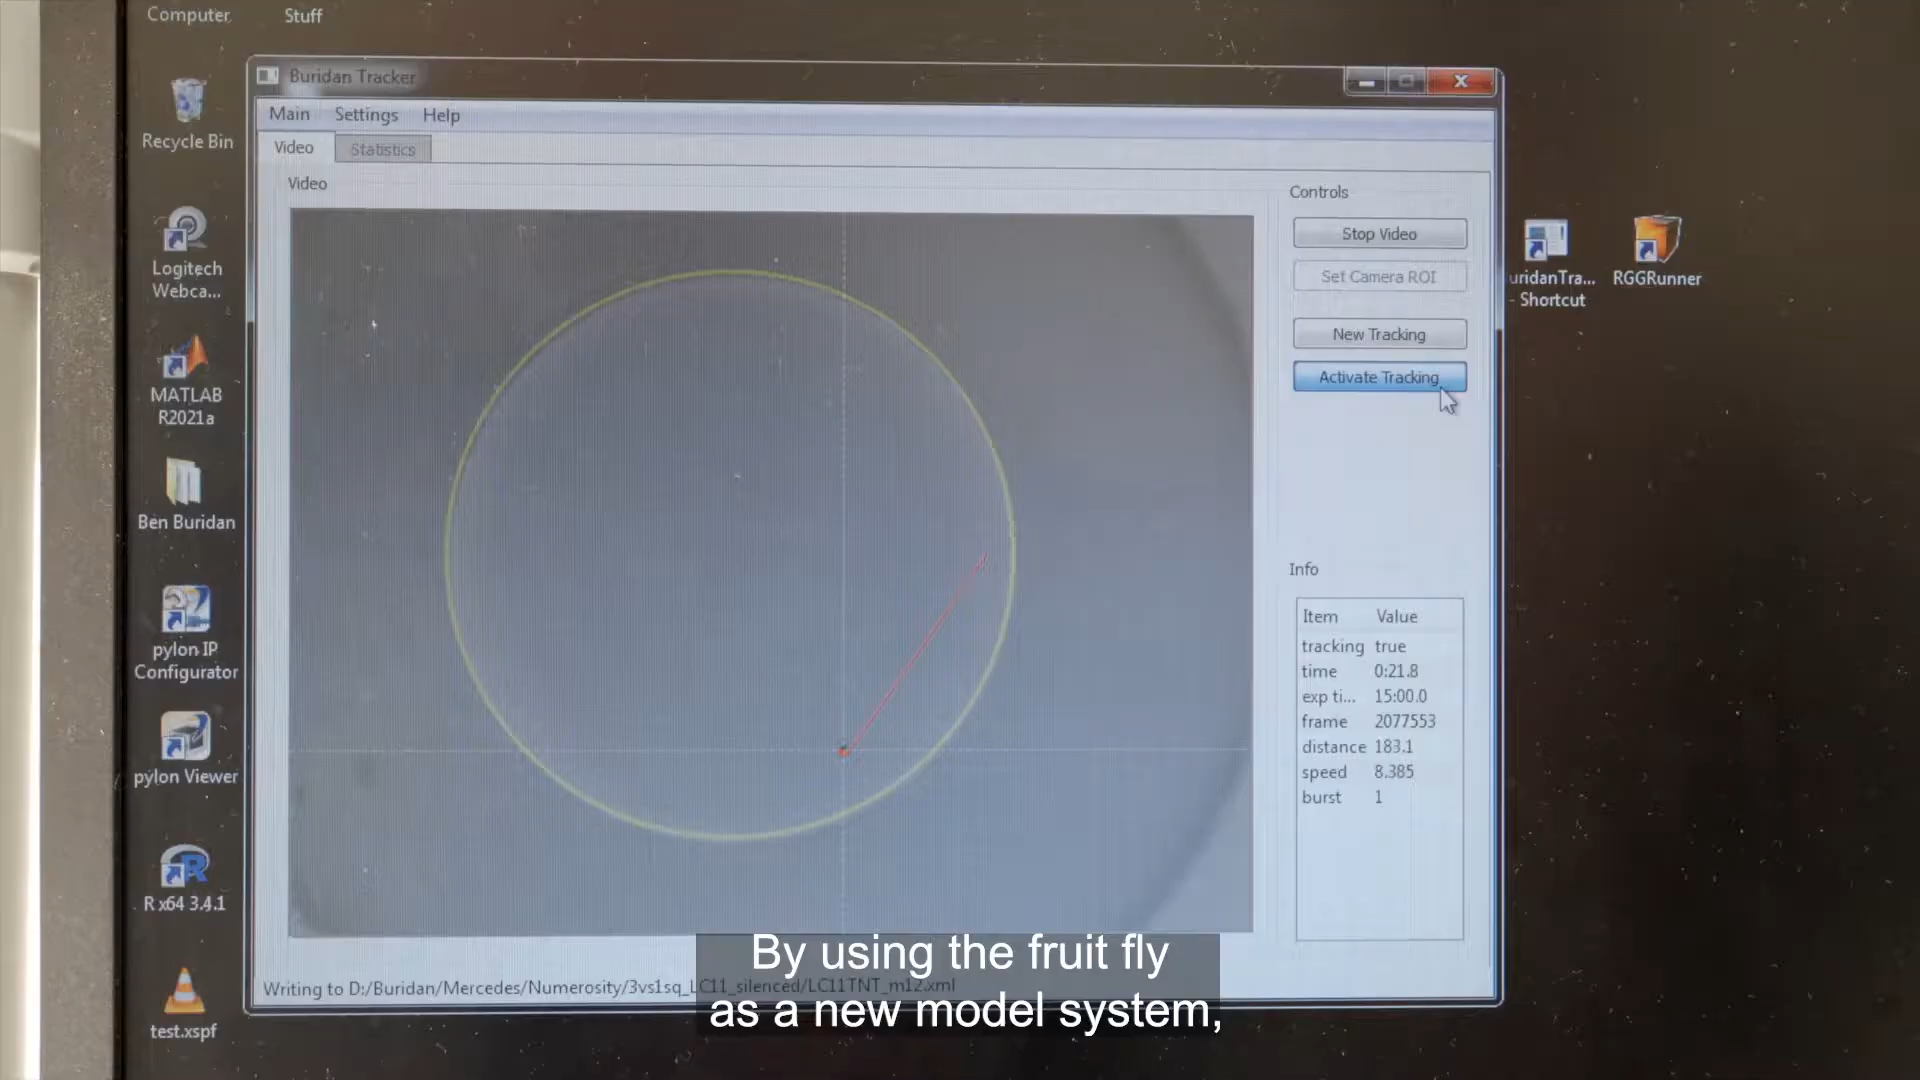 Computer
Stuff
Buridan Tracker
Main Settings Help
Recycle Bin
Video Statistics
Video
Controls
Stop Video
Logitech
Webca...
Set Camera ROI
uridanTra...
- Shortcut
RGGRunner
New Tracking
Activate Tracking
MATLAB
R2021a
Ben Buridan
Info
Item Value
tracking true
time 0:21.8
exp ti... 15:00.0
frame 2077553
distance 183.1
speed 8.385
burst 1
pylon IP
Configurator
pylon Viewer
R x64 3.4.1
test.xspf
Writing to D:/Buridan/Mercedes/Numerosity/3vs1sq_LC11_silenced/LC11TNT_m12.xml
By using the fruit fly
as a new model system,